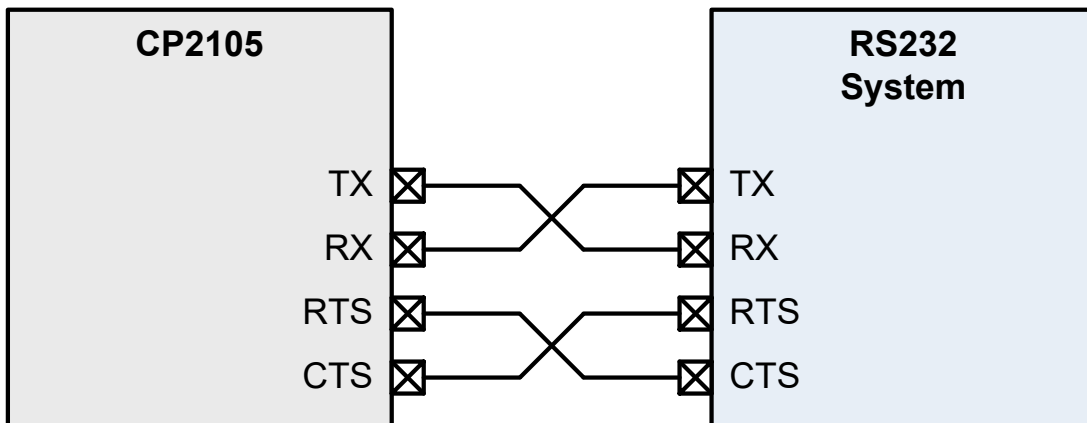 CP2105
RS232
System
TX
TX
RX
RX
RTS
RTS
CTS
CTS